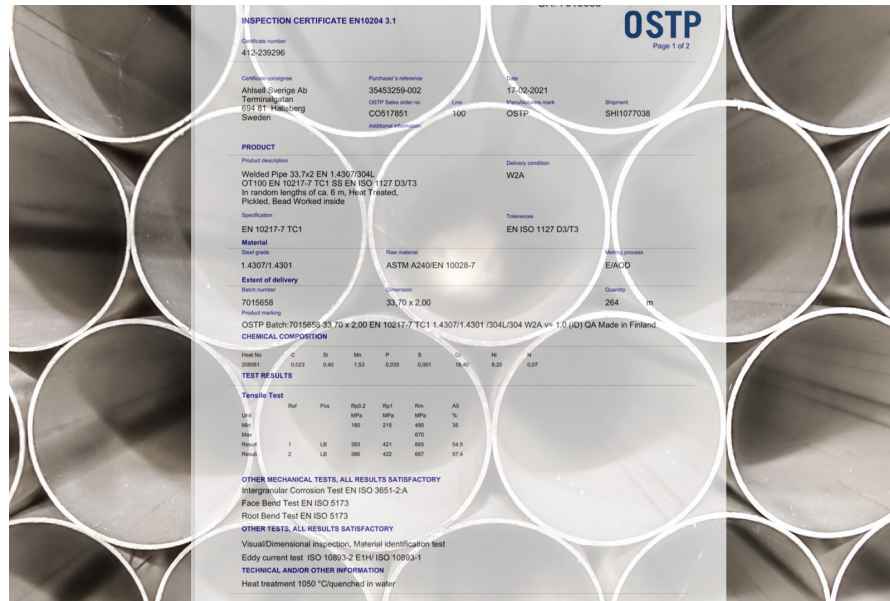 INSPECTION CERTIFICATE EN10204 3.1
OSTP
Page 1 of 2
Certificate number
412-239296
Certificate consignee Purchaser's reference Date
Ahlsell Sverige Ab 35453259-002 17-02-2021
Terminalgatan OSTP Sales order no Line Manufacturers mark Shipment
694 81 Hallsberg CO517851 100 OSTP SHI1077038
Sweden Additional information
PRODUCT
Product description Delivery condition
Welded Pipe 33,7x2 EN 1.4307/304L W2A
OT100 EN 10217-7 TC1 SS EN ISO 1127 D3/T3
In random lengths of ca. 6 m, Heat Treated,
Pickled, Bead Worked inside
Specification Tolerances
EN 10217-7 TC1 EN ISO 1127 D3/T3
Material
Steel grade Raw material Melting process
1.4307/1.4301 ASTM A240/EN 10028-7 E/AOD
Extent of delivery
Batch number Dimension Quantity
7015658 33,70 x 2,00 264 m
Product marking
OSTP Batch:7015658 33,70 x 2,00 EN 10217-7 TC1 1.4307/1.4301 /304L/304 W2A v= 1.0 (ID) QA Made in Finland
CHEMICAL COMPOSITION
Heat No C Si Mn P S Cr Ni N
208061 0,023 0,40 1,53 0,035 0,001 18,40 8,20 0,07
TEST RESULTS
Tensile Test
Ref Pos Rp0.2 Rp1 Rm A5
Unit MPa MPa MPa %
Min 180 215 485 35
Max 670
Result 1 LB 393 421 665 54.5
Result 2 LB 386 422 667 57.4
OTHER MECHANICAL TESTS, ALL RESULTS SATISFACTORY
Intergranular Corrosion Test EN ISO 3651-2:A
Face Bend Test EN ISO 5173
Root Bend Test EN ISO 5173
OTHER TESTS, ALL RESULTS SATISFACTORY
Visual/Dimensional inspection, Material identification test
Eddy current test ISO 10893-2 E1H/ ISO 10893-1
TECHNICAL AND/OR OTHER INFORMATION
Heat treatment 1050 °C/quenched in water